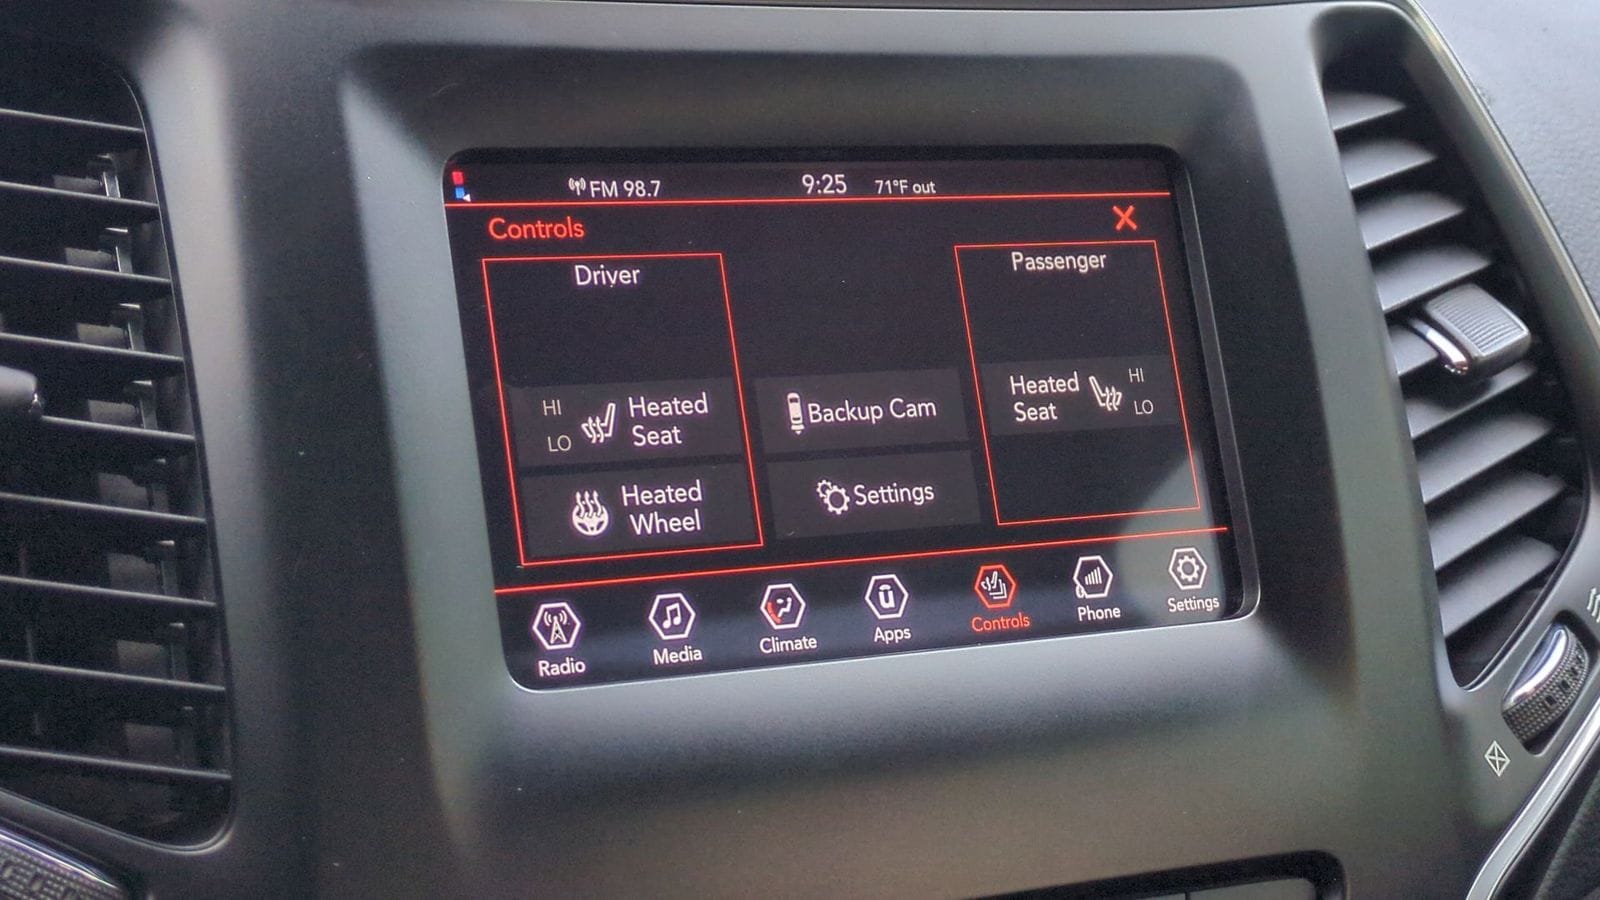 FM 98.7
9:25
71°F out
Controls
X
Driver
Passenger
HI
LO
Heated
Seat
Backup Cam
Heated
Seat
HI
LO
Heated
Wheel
Settings
Radio
Media
Climate
Apps
Controls
Phone
Settings